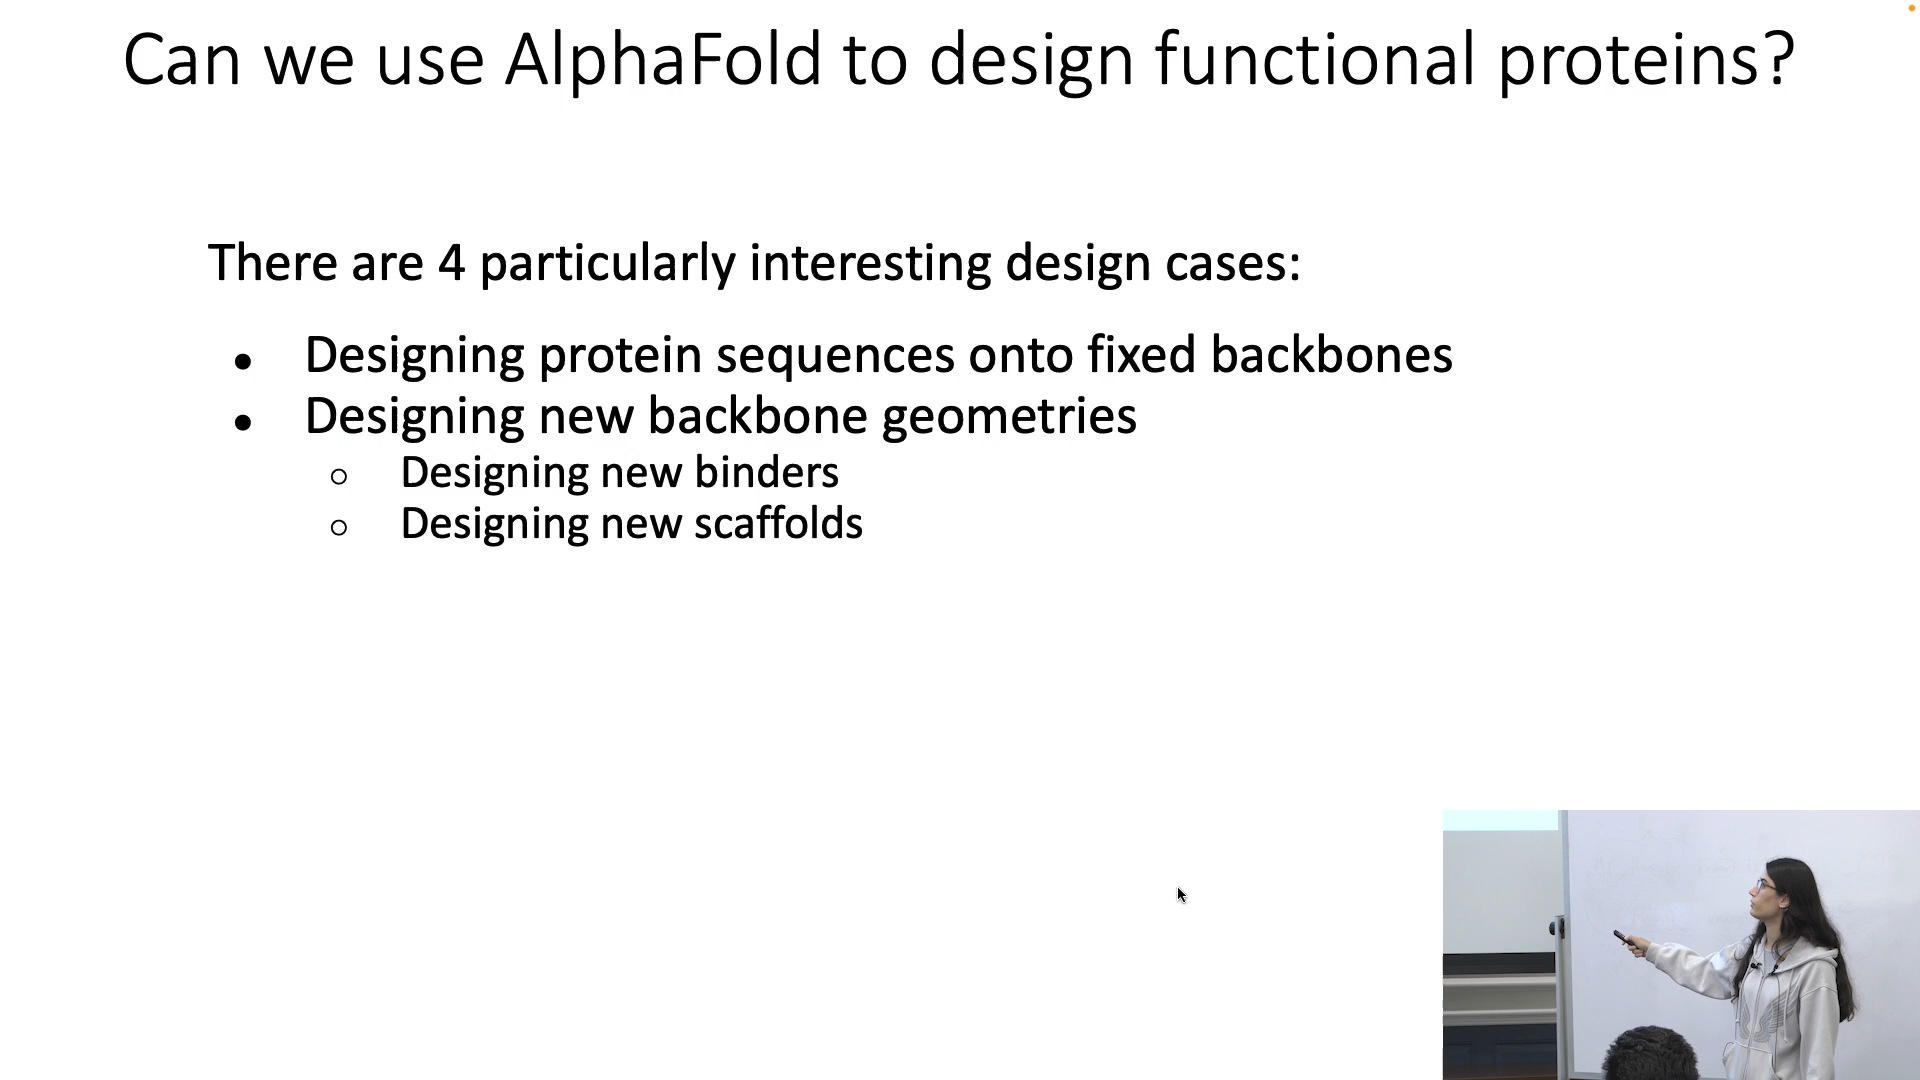 Can we use AlphaFold to design functional proteins?
There are 4 particularly interesting design cases:
● Designing protein sequences onto fixed backbones
● Designing new backbone geometries
○ Designing new binders
○ Designing new scaffolds